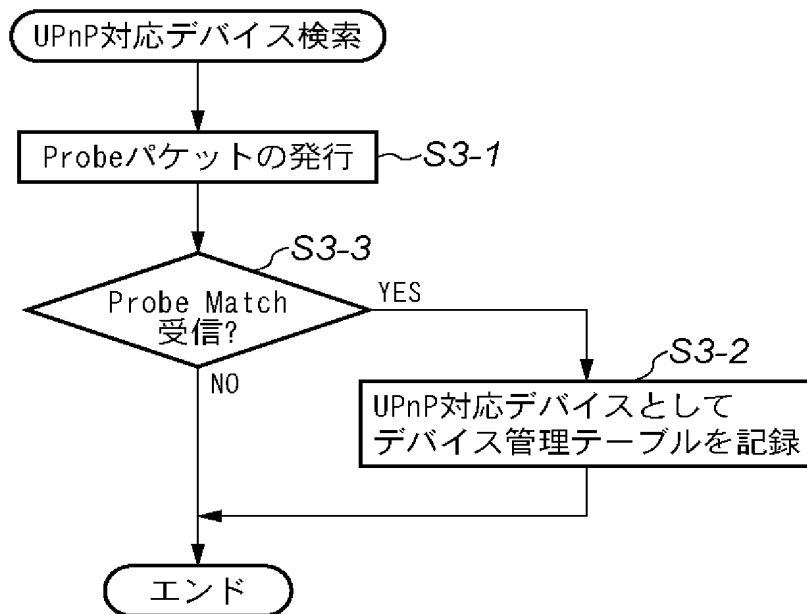 UPnP対応デバイス検索
Probeパケットの発行
S3-1
S3-3
Probe Match
受信?
YES
NO
S3-2
UPnP対応デバイスとして
デバイス管理テーブルを記録
エンド